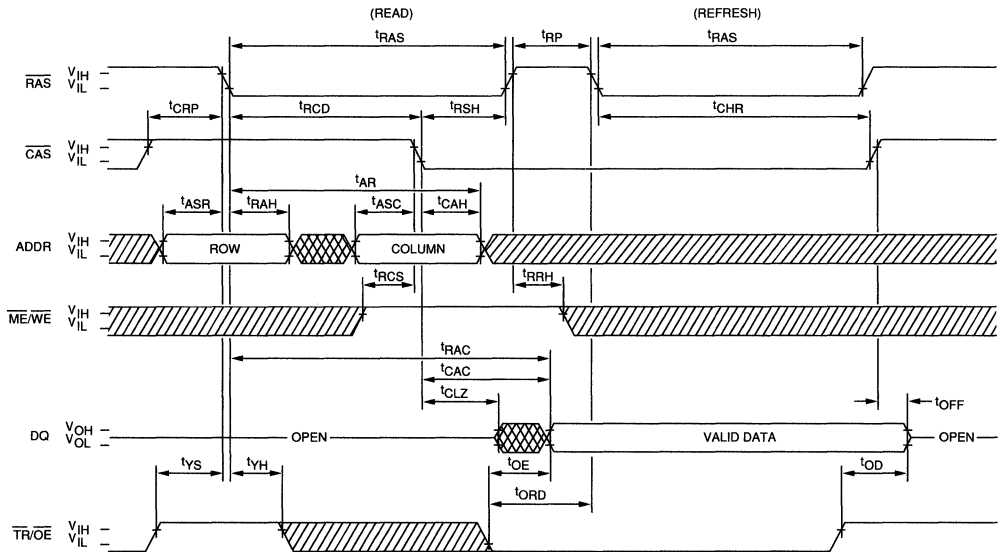 (READ) (REFRESH)
tRAS tRP tRAS
RAS VIH VIL
tCRP tRCD tRSH tCHR
CAS VIH VIL
tAR
tASR tRAH tASC tCAH
ADDR VIH VIL ROW COLUMN
tRCS tRRH
ME/WE VIH VIL
tRAC
tCAC
tCLZ tOFF
DQ VOH VOL OPEN VALID DATA OPEN
tYS tYH tOE tOD
tORD
TR/OE VIH VIL